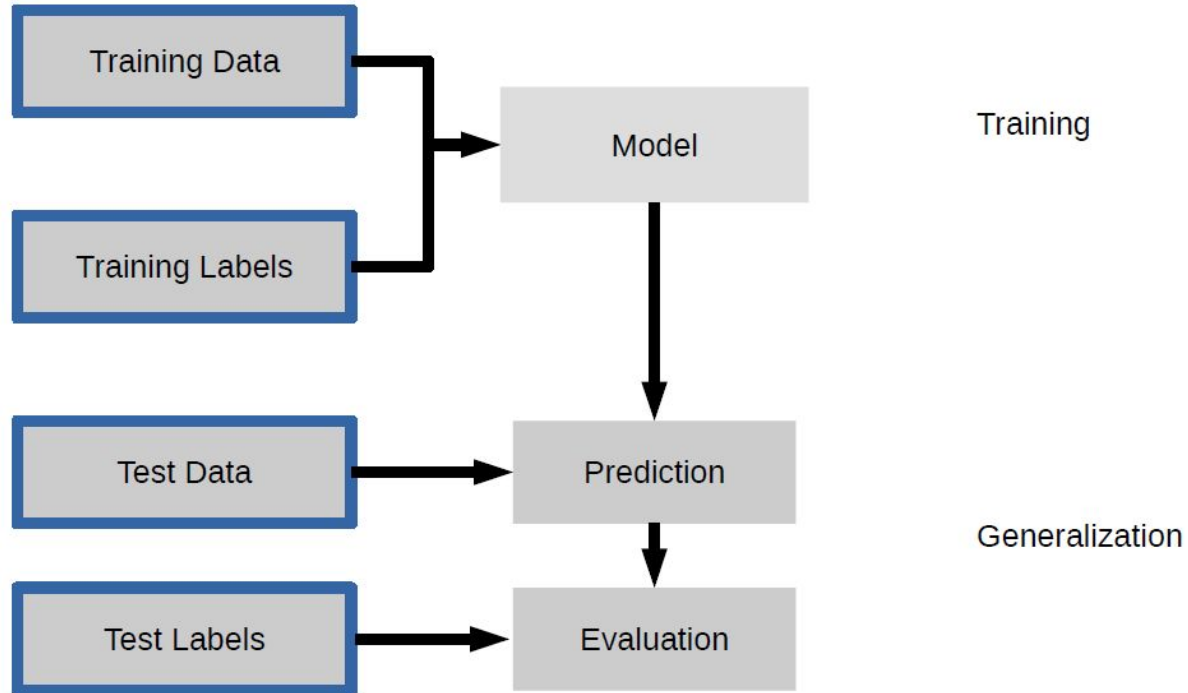 Training Data
Model
Training
Training Labels
Test Data
Prediction
Generalization
Test Labels
Evaluation